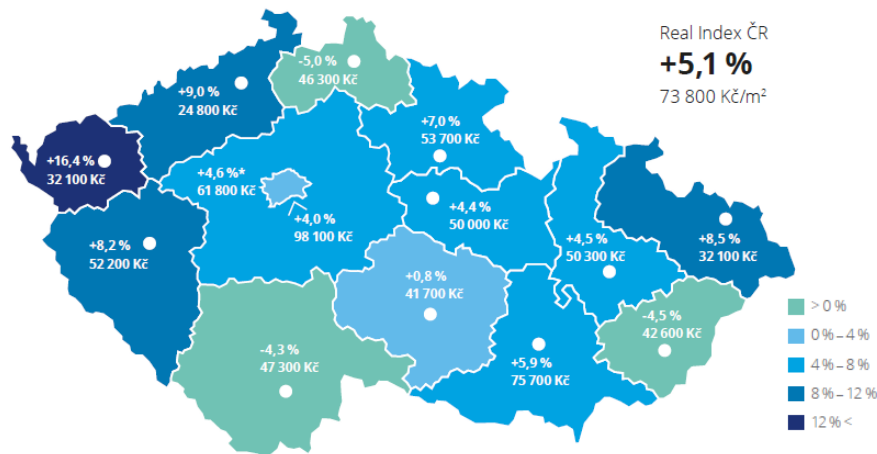 Real Index ČR
+5,1 %
73 800 Kč/m²
-5,0 %
46 300 Kč
+9,0 %
24 800 Kč
+7,0 %
53 700 Kč
+16,4 %
32 100 Kč
+4,6 %*
61 800 Kč
+4,0 %
98 100 Kč
+4,4 %
50 000 Kč
+8,2 %
52 200 Kč
+4,5 %
50 300 Kč
+8,5 %
32 100 Kč
+0,8 %
41 700 Kč
-4,5 %
42 600 Kč
-4,3 %
47 300 Kč
+5,9 %
75 700 Kč
> 0 %
0 % – 4 %
4 % – 8 %
8 % – 12 %
12 % <